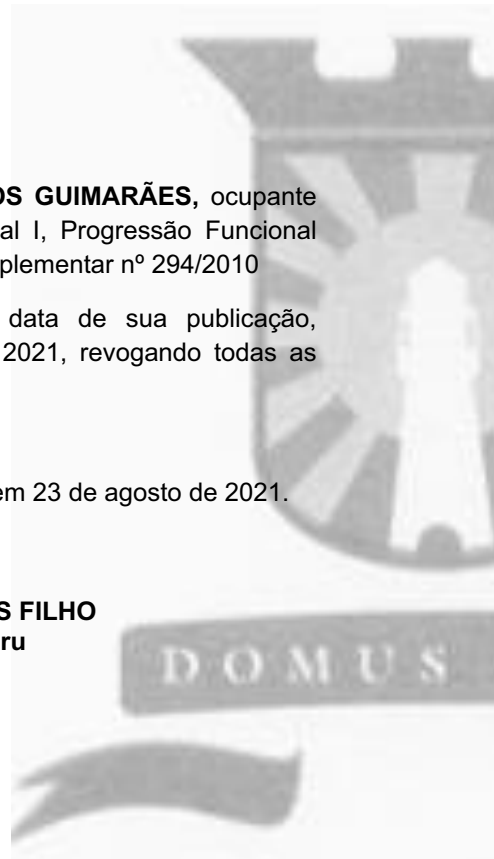 OS GUIMARÃES, ocupante
al I, Progressão Funcional
plementar nº 294/2010
data de sua publicação,
2021, revogando todas as
em 23 de agosto de 2021.
S FILHO
ru
DOMUS